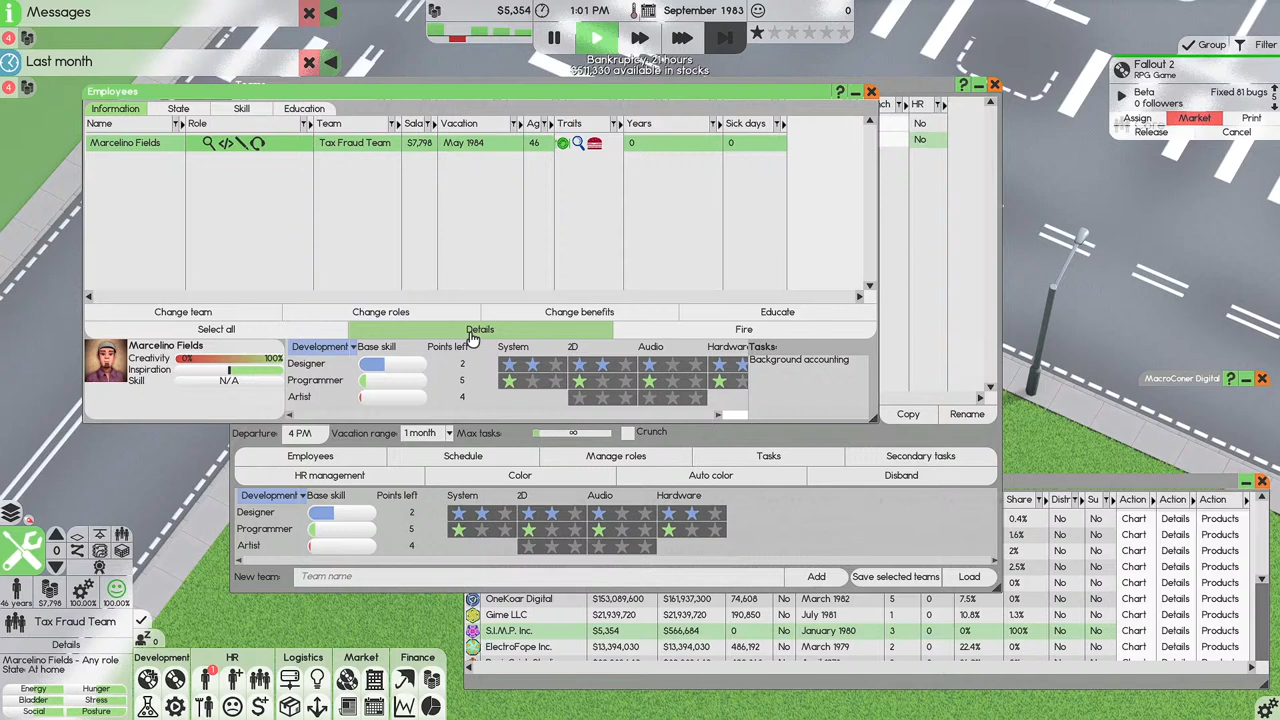 Messages
4
Last month
4
$5,354
1:01 PM
September 1983
0
Bankruptcy 21 hours
$611,330 available in stocks
Group
Filter
Fallout 2
RPG Game
Beta
Fixed 81 bugs
0 followers
Assign
Market
Print
Release
Cancel
Employees
Information
State
Skill
Education
Name
Role
Team
Sala
Vacation
Ag
Traits
Years
Sick days
Marcelino Fields
Tax Fraud Team
$7,798
May 1984
46
0
0
HR
No
No
Change team
Change roles
Change benefits
Educate
Select all
Details
Fire
Marcelino Fields
Creativity
0%
100%
Inspiration
Skill
N/A
Development
Base skill
Points left
System
2D
Audio
Hardware
Designer
2
Programmer
5
Artist
4
Tasks:
Background accounting
MacroConer Digital
Copy
Rename
Departure:
4 PM
Vacation range:
1 month
Max tasks:
∞
Crunch
Employees
Schedule
Manage roles
Tasks
Secondary tasks
HR management
Color
Auto color
Disband
Development
Base skill
Points left
System
2D
Audio
Hardware
Designer
2
Programmer
5
Artist
4
New team:
Team name
Add
Save selected teams
Load
Share
Distr
Su
Action
Action
Action
0.4%
No
No
Chart
Details
Products
1.6%
No
No
Chart
Details
Products
2%
No
No
Chart
Details
Products
2.5%
No
No
Chart
Details
Products
0%
No
No
Chart
Details
Products
OneKoar Digital
$153,089,600
$161,937,300
74,608
No
March 1982
5
0
7.5%
No
No
Chart
Details
Products
Gime LLC
$21,939,720
$21,939,720
190,850
No
July 1981
1
0
1.3%
No
No
Chart
Details
Products
S.I.M.P. Inc.
$5,354
$566,684
0
No
January 1980
3
0
0%
No
100%
Chart
Details
Products
ElectroFope Inc.
$13,394,030
$13,394,030
486,192
No
March 1979
2
0
22.4%
No
No
Chart
Details
Products
0
46 years
$7,798
100.00%
100.00%
Tax Fraud Team
Details
Marcelino Fields - Any role
State: At home
Energy
Hunger
Bladder
Stress
Social
Posture
0
Development
HR
Logistics
Market
Finance
1